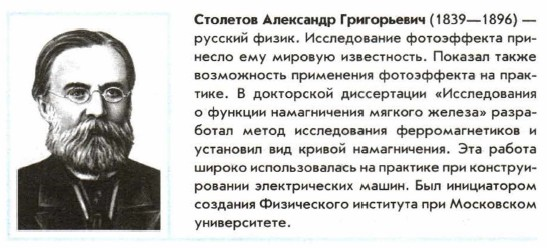 Столетов Александр Григорьевич (1839—1896) —
русский физик. Исследование фотоэффекта при-
несло ему мировую известность. Показал также
возможность применения фотоэффекта на прак-
тике. В докторской диссертации «Исследования
о функции намагничения мягкого железа» разра-
ботал метод исследования ферромагнетиков и
установил вид кривой намагничения. Эта работа
широко использовалась на практике при конструи-
ровании электрических машин. Был инициатором
создания Физического института при Московском
университете.